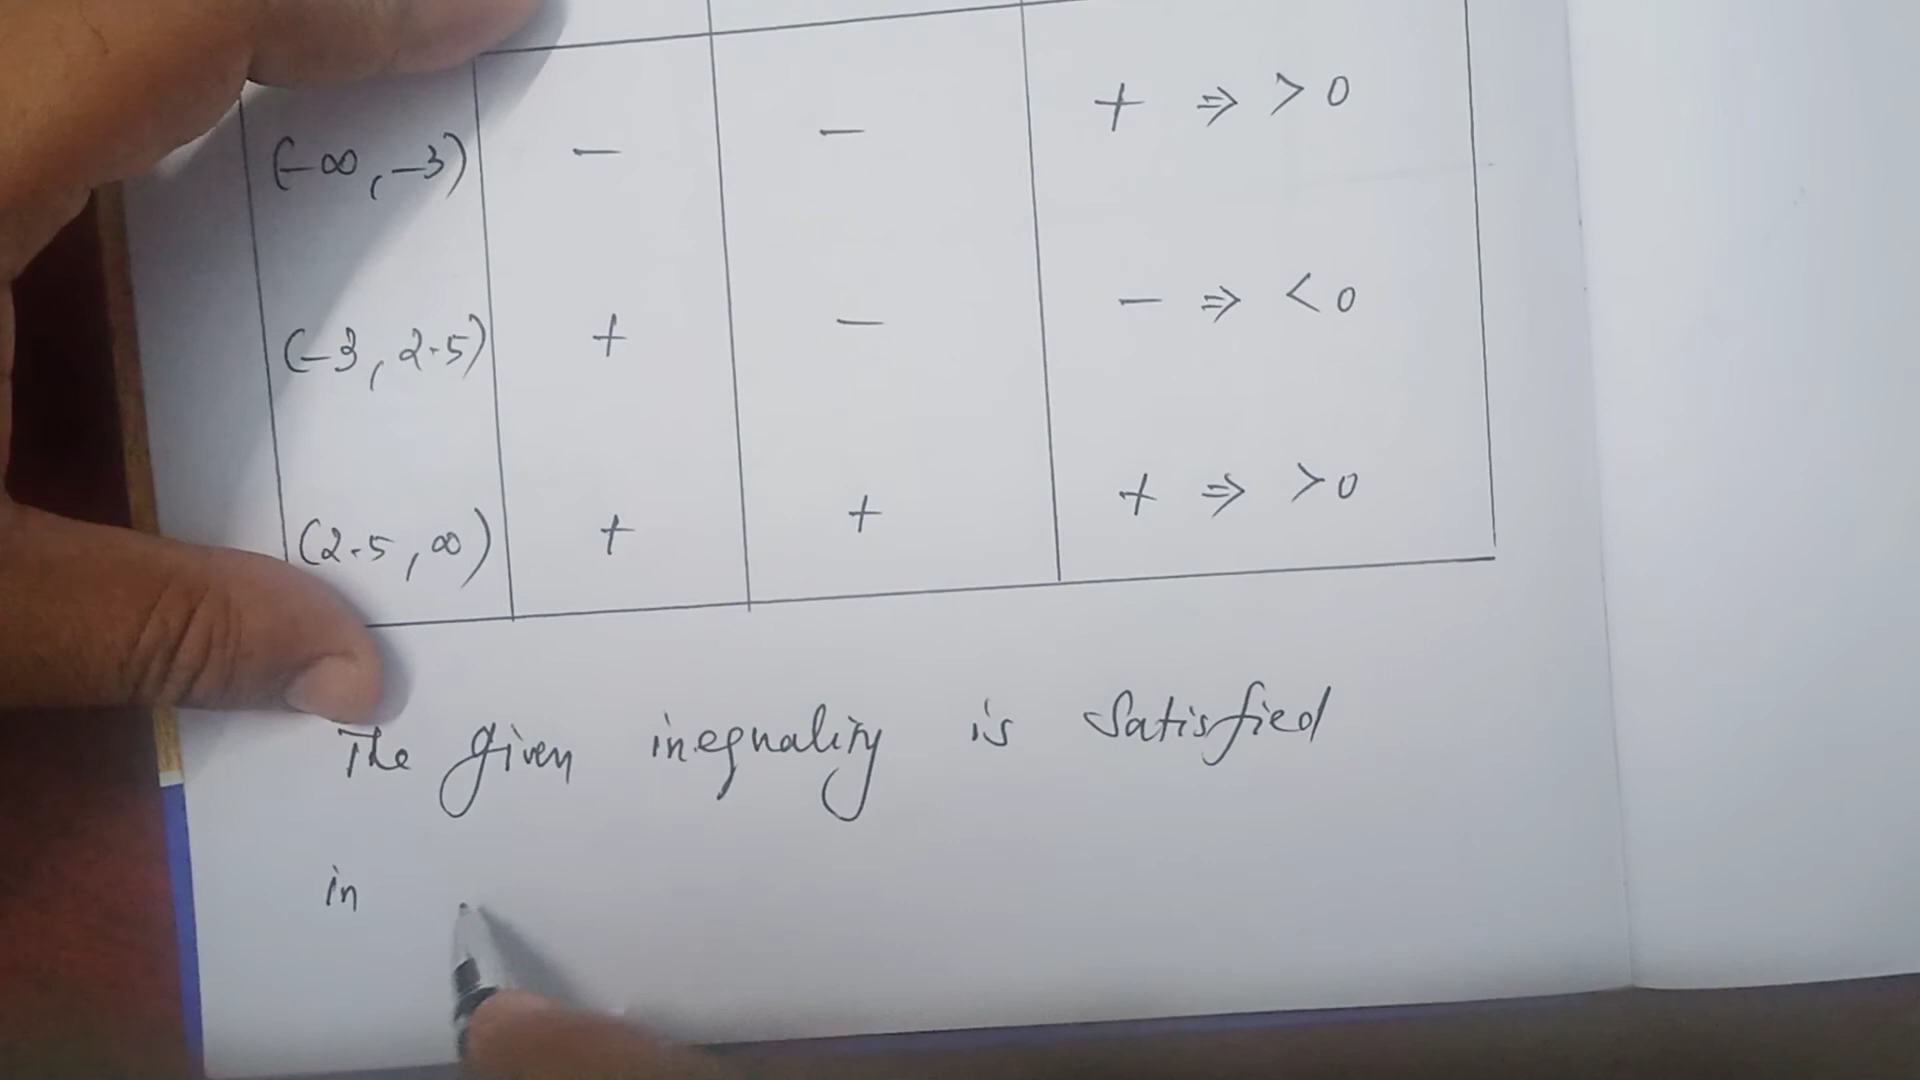 (-∞, -3) - - + ⇒ > 0
(-3, 2.5) + - - ⇒ < 0
(2.5, ∞) + + + ⇒ > 0
The given inequality is satisfied
in